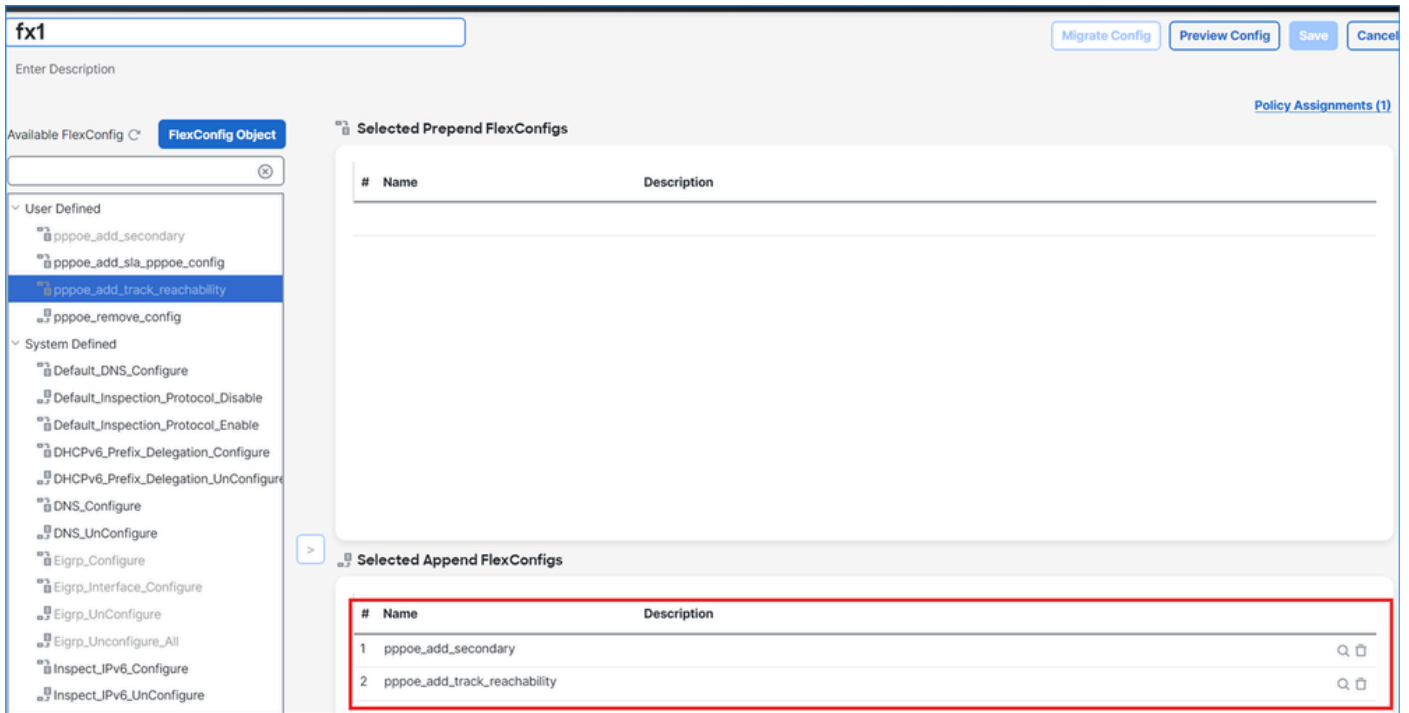 fx1
Migrate Config Preview Config Save Cancel
Enter Description
Policy Assignments (1)
Available FlexConfig FlexConfig Object
User Defined
pppoe_add_secondary
pppoe_add_sla_pppoe_config
pppoe_add_track_reachability
pppoe_remove_config
System Defined
Default_DNS_Configure
Default_Inspection_Protocol_Disable
Default_Inspection_Protocol_Enable
DHCPv6_Prefix_Delegation_Configure
DHCPv6_Prefix_Delegation_UnConfigure
DNS_Configure
DNS_UnConfigure
Eigrp_Configure
Eigrp_Interface_Configure
Eigrp_UnConfigure
Eigrp_Unconfigure_All
Inspect_IPv6_Configure
Inspect_IPv6_UnConfigure
>
Selected Prepend FlexConfigs
# Name Description
Selected Append FlexConfigs
# Name Description
1 pppoe_add_secondary
2 pppoe_add_track_reachability